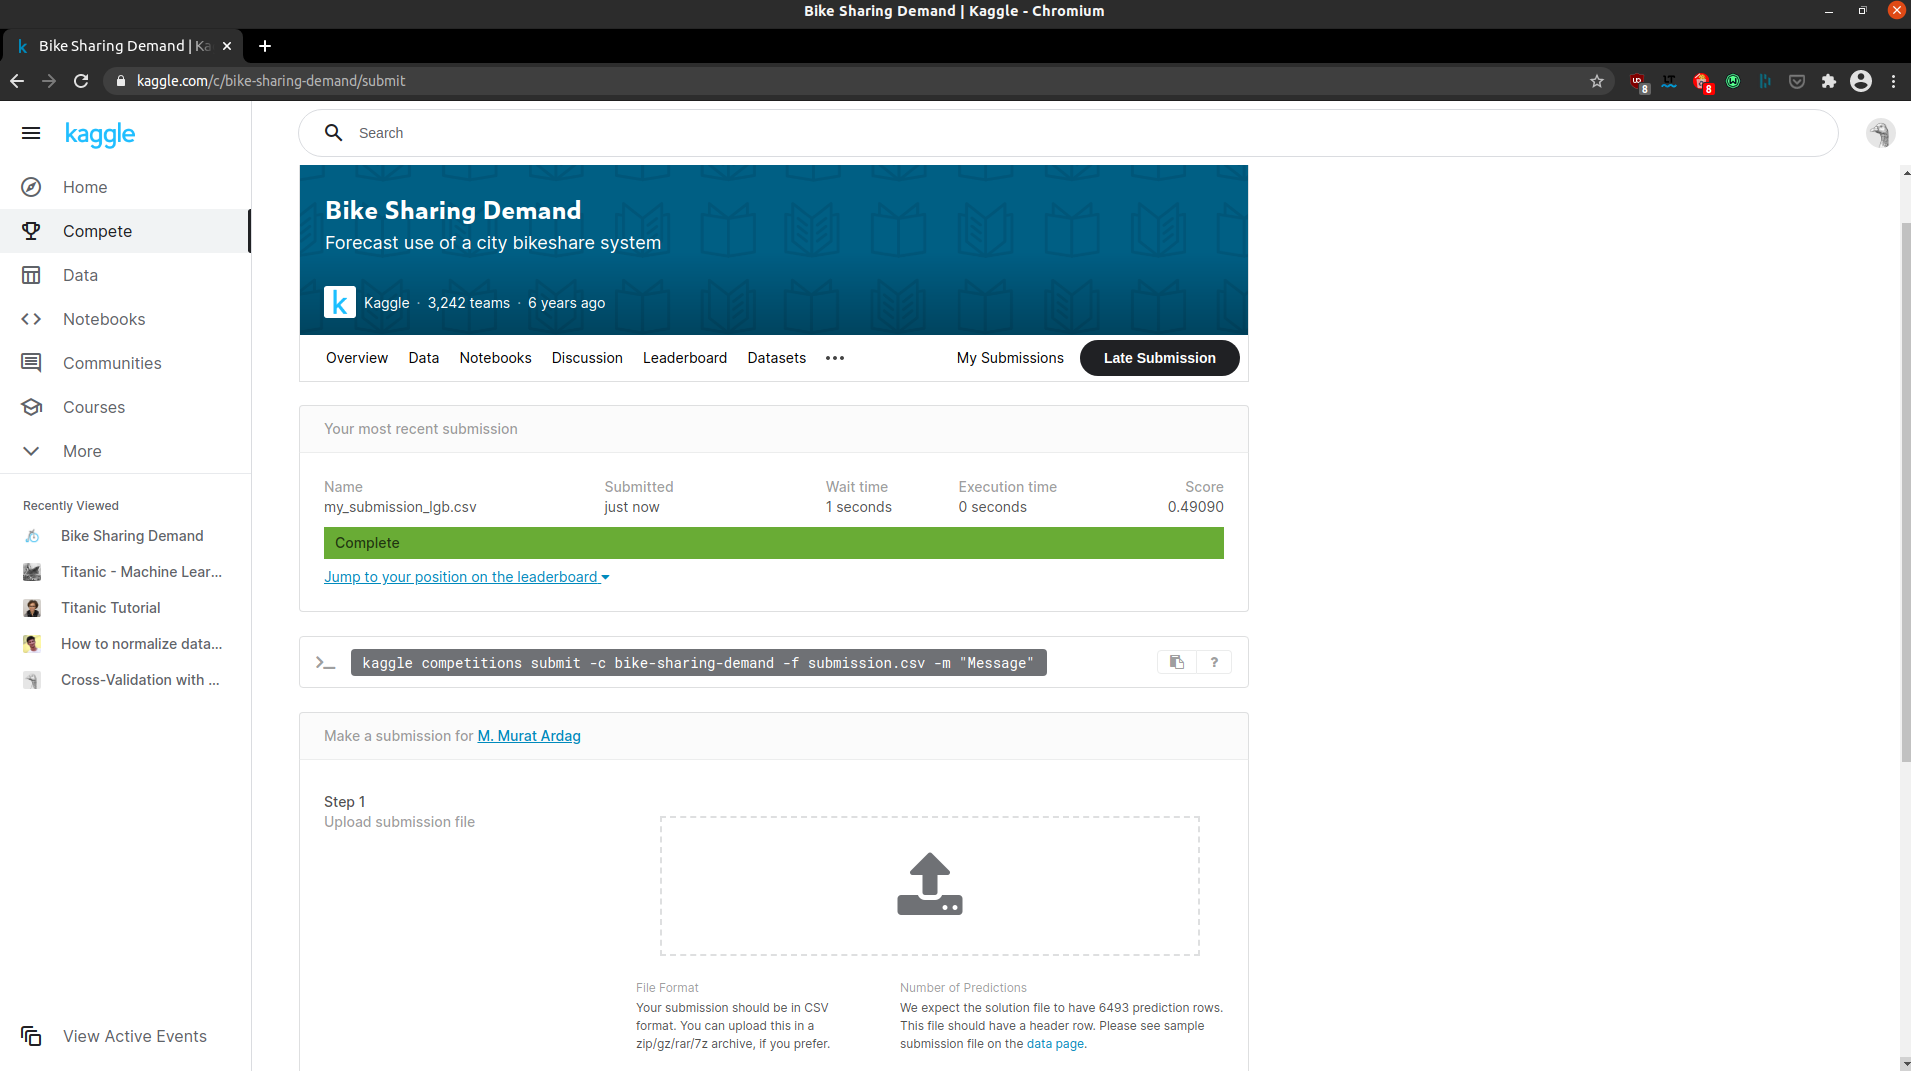 Bike Sharing Demand | Kaggle - Chromium
Bike Sharing Demand | Ka
kaggle.com/c/bike-sharing-demand/submit
8
8
kaggle
Search
Home
Compete
Data
Notebooks
Communities
Courses
More
Recently Viewed
Bike Sharing Demand
Titanic - Machine Lear...
Titanic Tutorial
How to normalize data...
Cross-Validation with ...
View Active Events
Bike Sharing Demand
Forecast use of a city bikeshare system
k Kaggle · 3,242 teams · 6 years ago
Overview Data Notebooks Discussion Leaderboard Datasets ••• My Submissions Late Submission
Your most recent submission
Name Submitted Wait time Execution time Score
my_submission_lgb.csv just now 1 seconds 0 seconds 0.49090
Complete
Jump to your position on the leaderboard
>_ kaggle competitions submit -c bike-sharing-demand -f submission.csv -m "Message" ?
Make a submission for M. Murat Ardag
Step 1
Upload submission file
File Format
Your submission should be in CSV
format. You can upload this in a
zip/gz/rar/7z archive, if you prefer.
Number of Predictions
We expect the solution file to have 6493 prediction rows.
This file should have a header row. Please see sample
submission file on the data page.